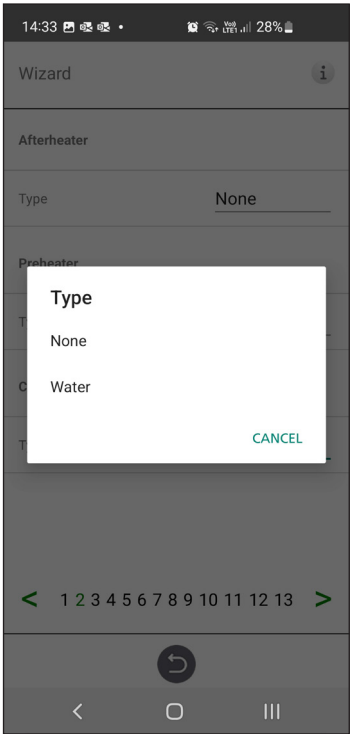 14:33 28%
Wizard
i
Afterheater
Type None
Preheater
T
Type
None
Water
C
T
CANCEL
< 1 2 3 4 5 6 7 8 9 10 11 12 13 >